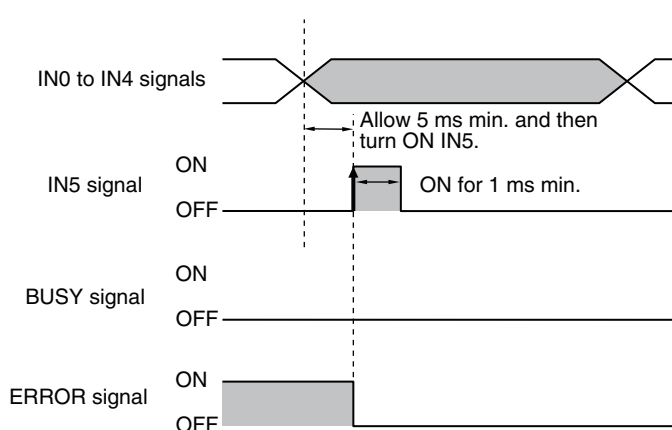 IN0 to IN4 signals
Allow 5 ms min. and then
turn ON IN5.
ON
IN5 signal
ON for 1 ms min.
OFF
ON
BUSY signal
OFF
ON
ERROR signal
OFF